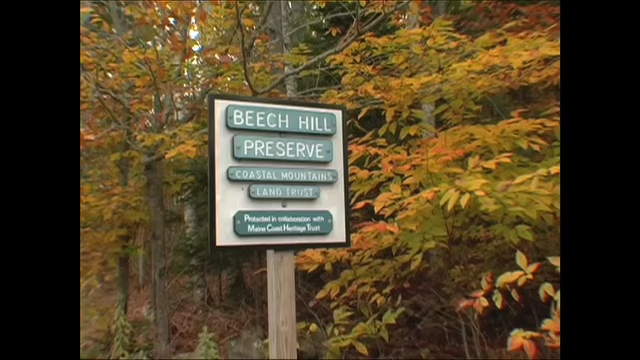 BEECH HILL
PRESERVE
COASTAL MOUNTAINS
LAND TRUST
Protected in collaboration with
Maine Coast Heritage Trust